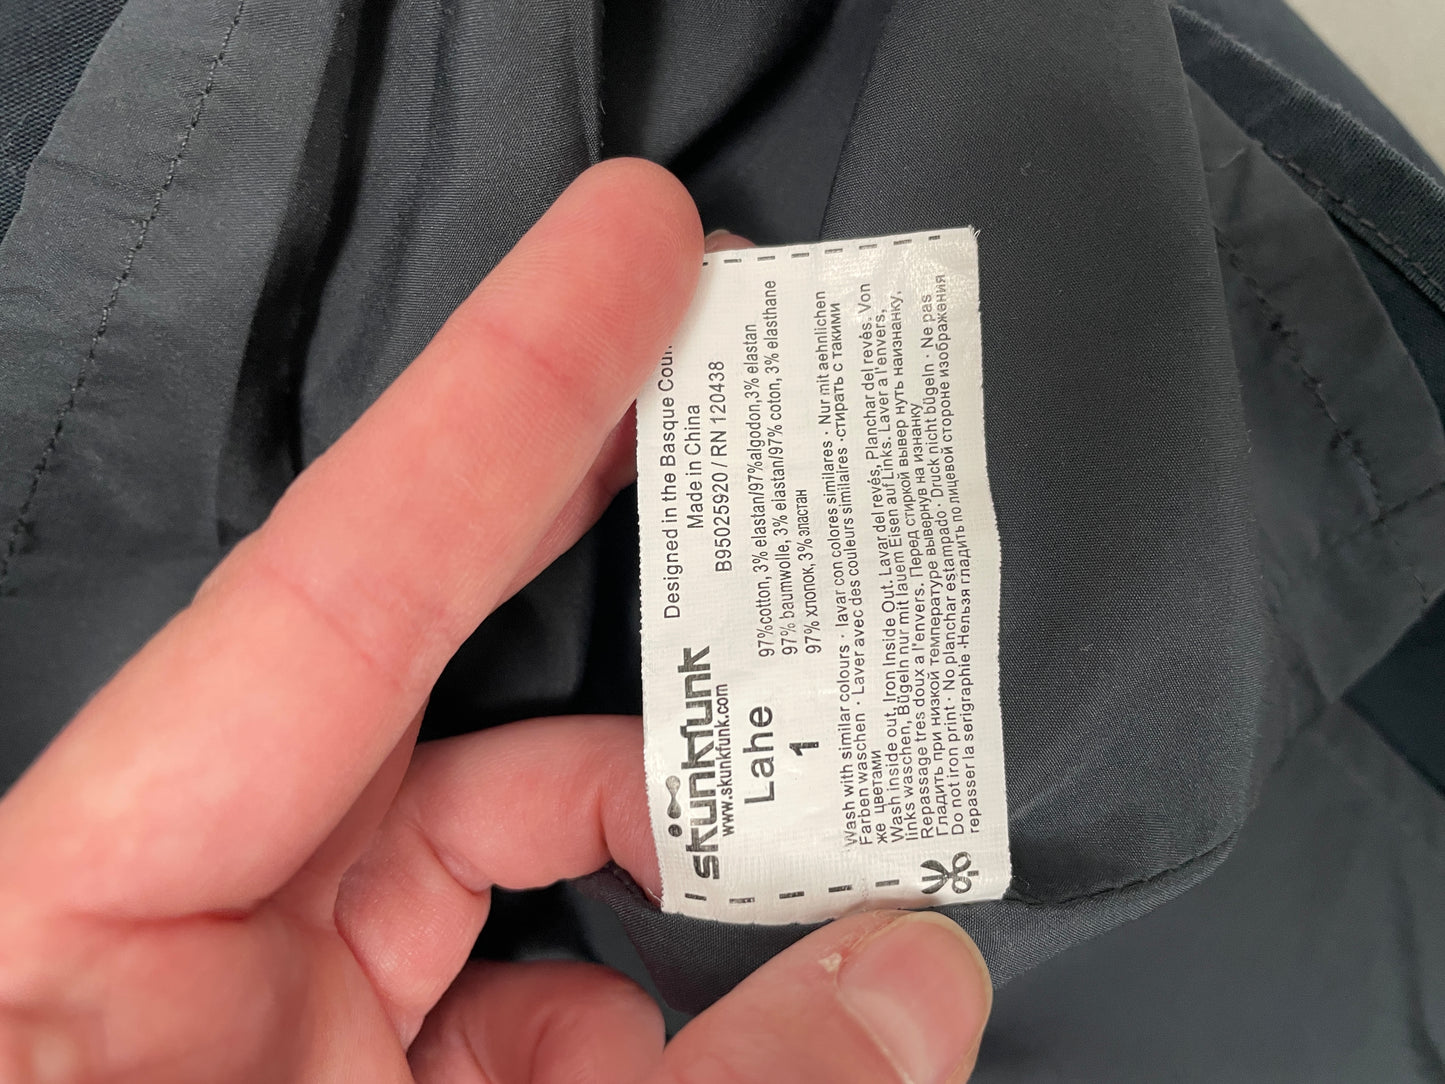 skunkfunk
www.skunkfunk.com
Lahe
1
Designed in the Basque
Made in China
B95025920 / RN 120438
97%cotton, 3% elastan/97%algodon,3% elastan
97% baumwolle, 3% elastan/97% coton, 3% elasthane
97% хлопок, 3% эластан
Wash with similar colours · lavar con colores similares · Nur mit aehnlichen
Farben waschen · Laver avec des couleurs similaires ·стирать с такими
же цветами
Wash inside out, Iron Inside Out. Lavar del revés, Planchar del revés. Von
links waschen, Bügeln nur mit lauem Eisen auf Links. Laver a l'envers,
Repassage tres doux a l'envers. Перед стиркой вывер нуть наизнанку.
Гладить при низкой температуре вывернув на изнанку
Do not iron print · No planchar estampado · Druck nicht bügeln · Ne pas
repasser la serigraphie ·Нельзя гладить по лицевой стороне изображения